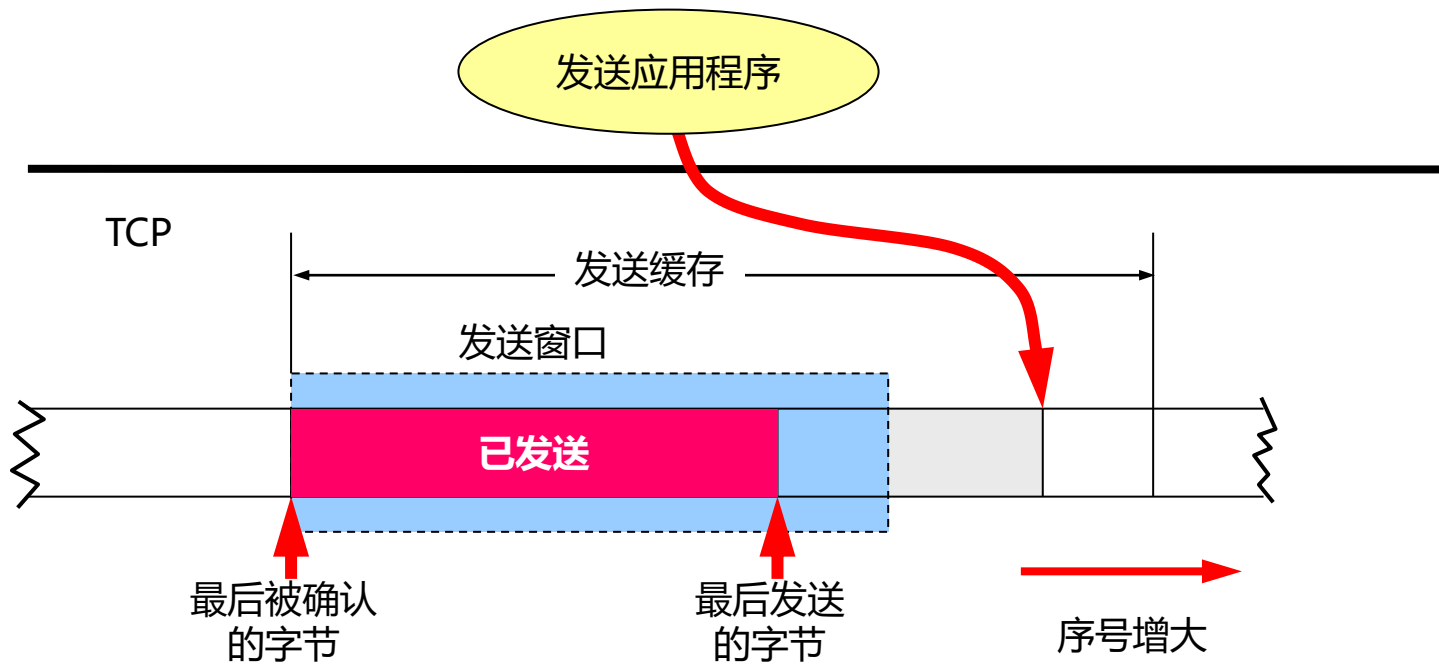 发送应用程序
TCP
发送缓存
发送窗口
已发送
最后被确认
的字节
最后发送
的字节
序号增大